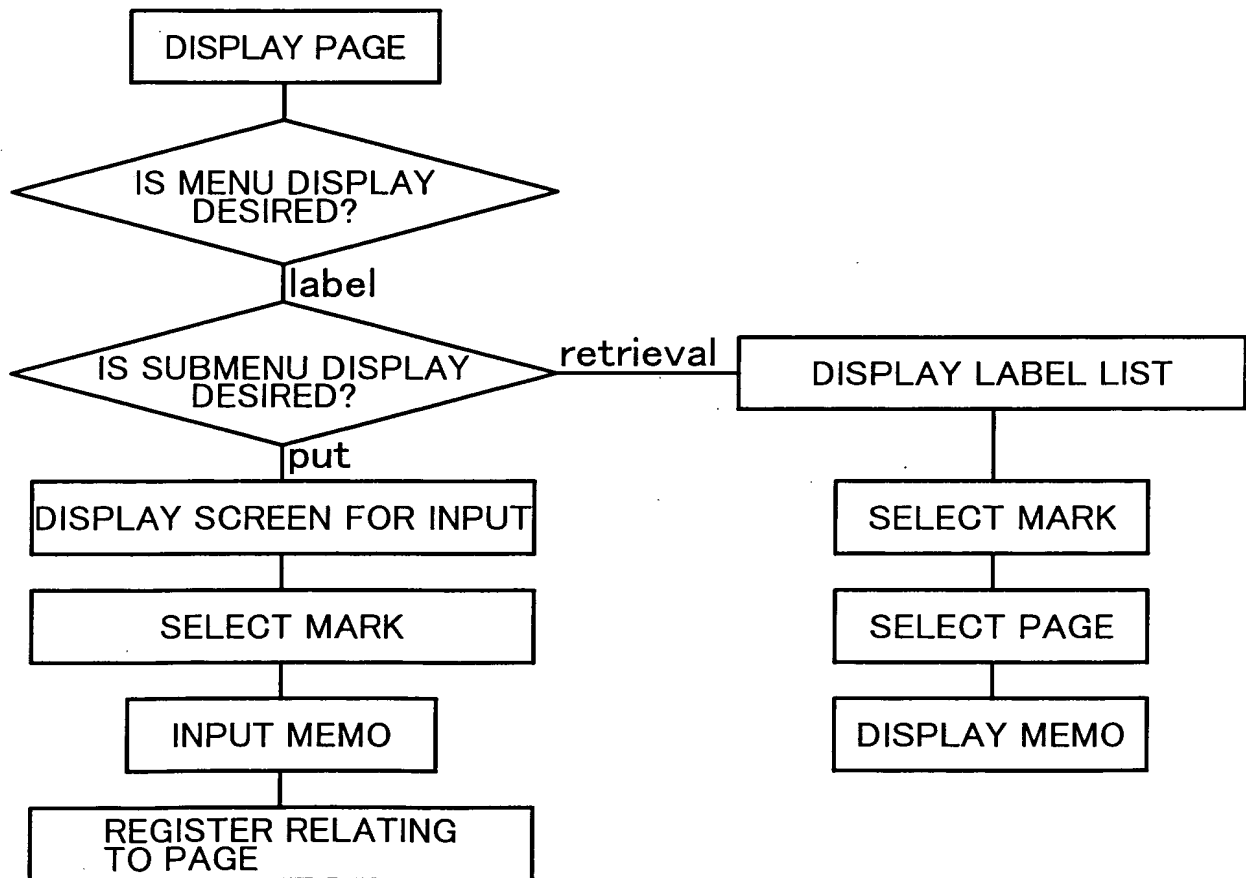 DISPLAY PAGE
IS MENU DISPLAY
DESIRED?
label
IS SUBMENU DISPLAY
DESIRED?
retrieval
DISPLAY LABEL LIST
put
DISPLAY SCREEN FOR INPUT
SELECT MARK
INPUT MEMO
REGISTER RELATING
TO PAGE
SELECT MARK
SELECT PAGE
DISPLAY MEMO